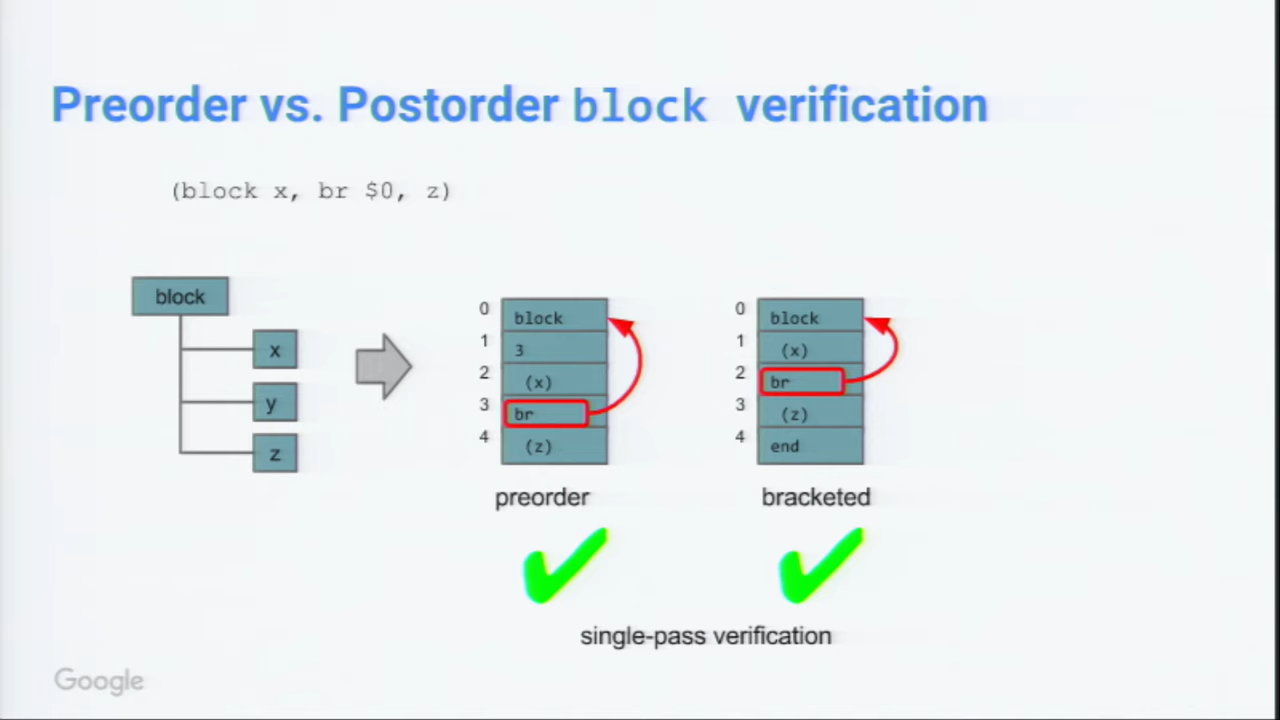 Preorder vs. Postorder block verification
(block x, br $0, z)
block
x
y
z
0 block
1 3
2 (x)
3 br
4 (z)
preorder
0 block
1 (x)
2 br
3 (z)
4 end
bracketed
single-pass verification
Google